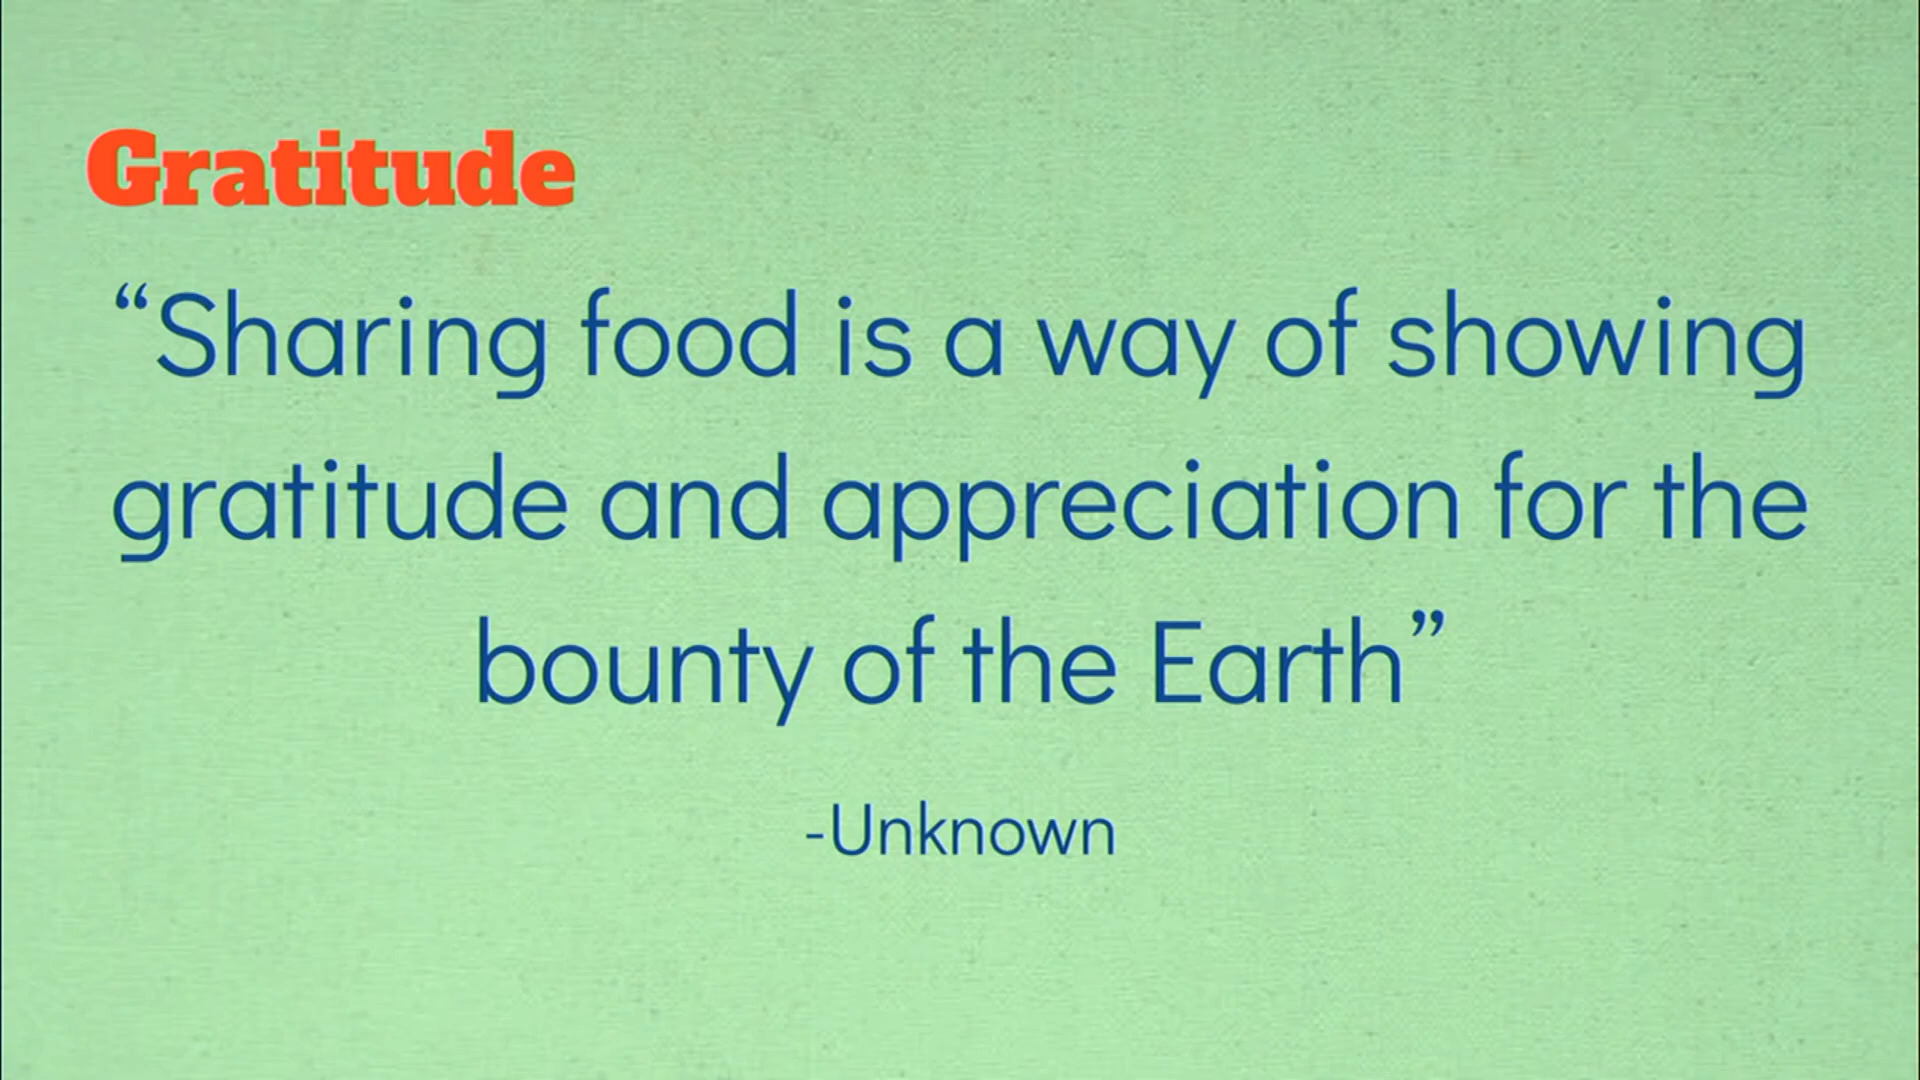 Gratitude
“Sharing food is a way of showing
gratitude and appreciation for the
bounty of the Earth”
-Unknown